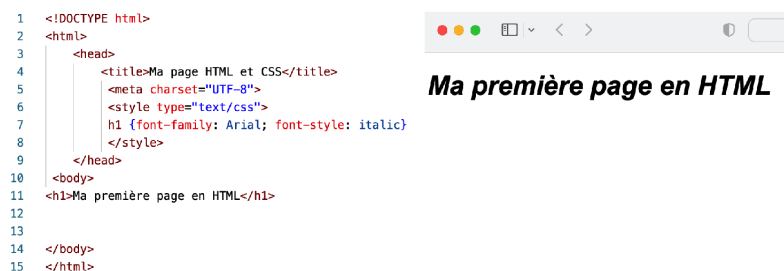 1 <!DOCTYPE html>
2 <html>
3 <head>
4 <title>Ma page HTML et CSS</title>
5 <meta charset="UTF-8">
6 <style type="text/css">
7 h1 {font-family: Arial; font-style: italic}
8 </style>
9 </head>
10 <body>
11 <h1>Ma première page en HTML</h1>
12
13
14 </body>
15 </html>
Ma première page en HTML